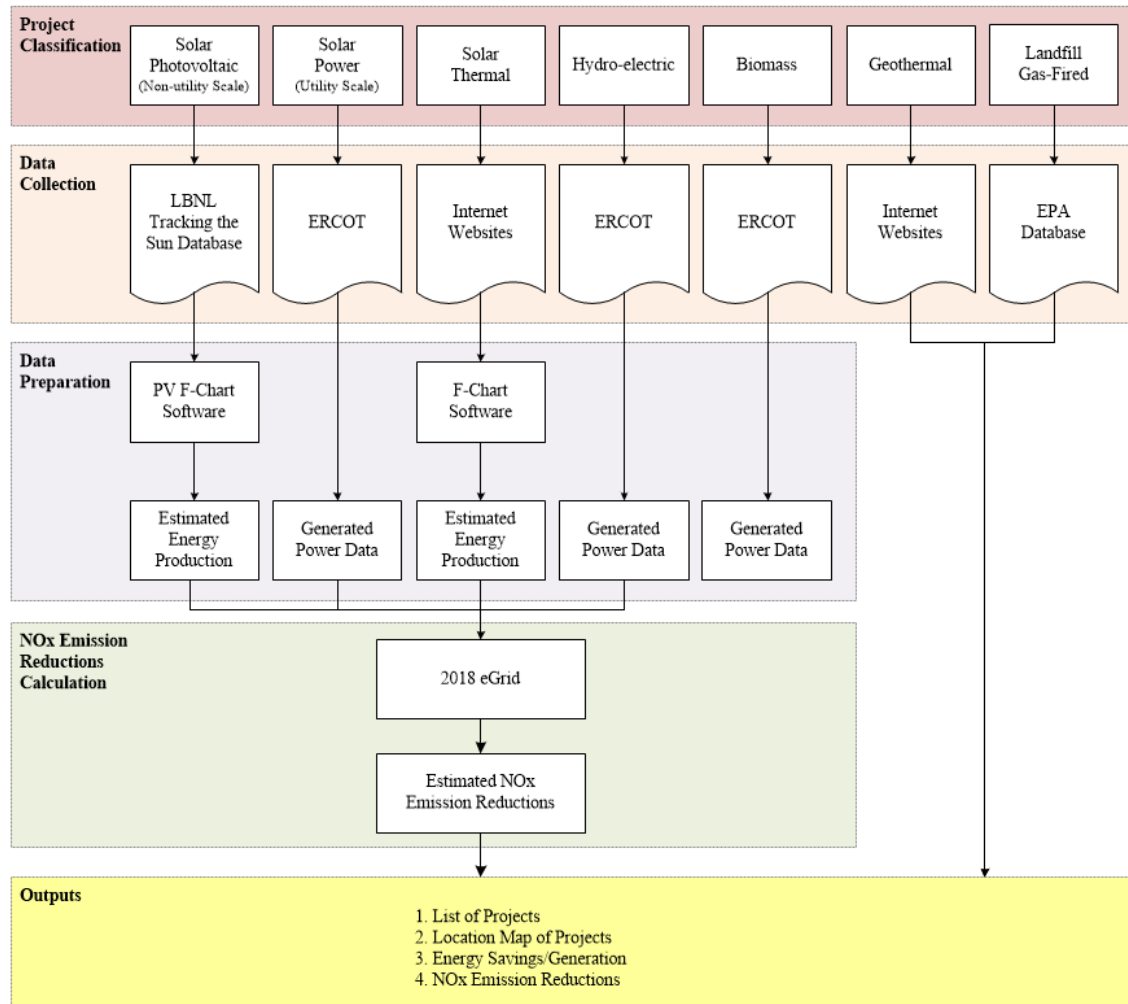 Project
Classification
Solar
Photovoltaic
(Non-utility Scale)
Solar
Power
(Utility Scale)
Solar
Thermal
Hydro-electric
Biomass
Geothermal
Landfill
Gas-Fired
Data
Collection
LBNL
Tracking the
Sun Database
ERCOT
Internet
Websites
ERCOT
ERCOT
Internet
Websites
EPA
Database
Data
Preparation
PV F-Chart
Software
F-Chart
Software
Estimated
Energy
Production
Generated
Power Data
Estimated
Energy
Production
Generated
Power Data
Generated
Power Data
NOx Emission
Reductions
Calculation
2018 eGrid
Estimated NOx
Emission Reductions
Outputs
1. List of Projects
2. Location Map of Projects
3. Energy Savings/Generation
4. NOx Emission Reductions